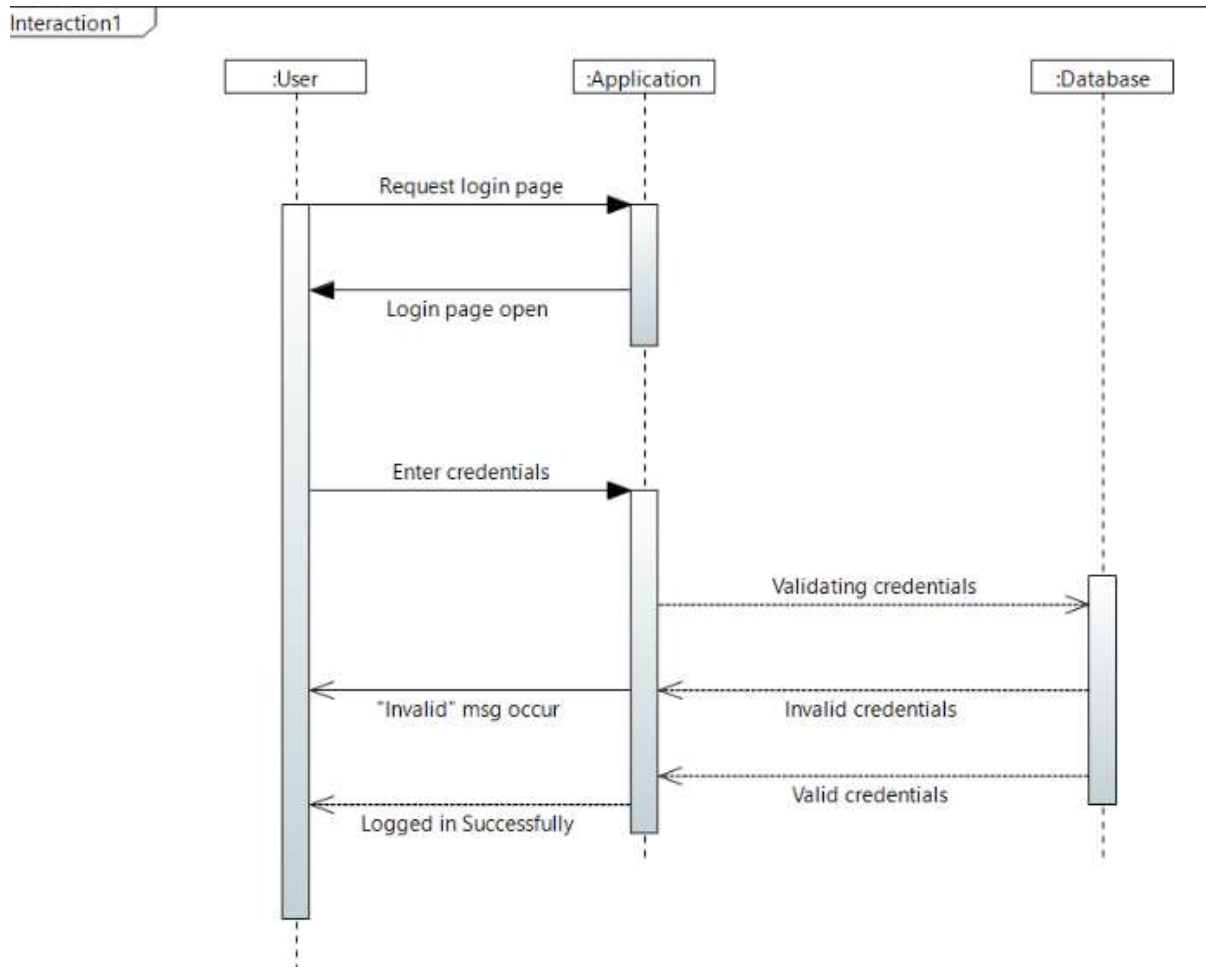 Interaction1
:User
:Application
:Database
Request login page
Login page open
Enter credentials
Validating credentials
"Invalid" msg occur
Invalid credentials
Valid credentials
Logged in Successfully